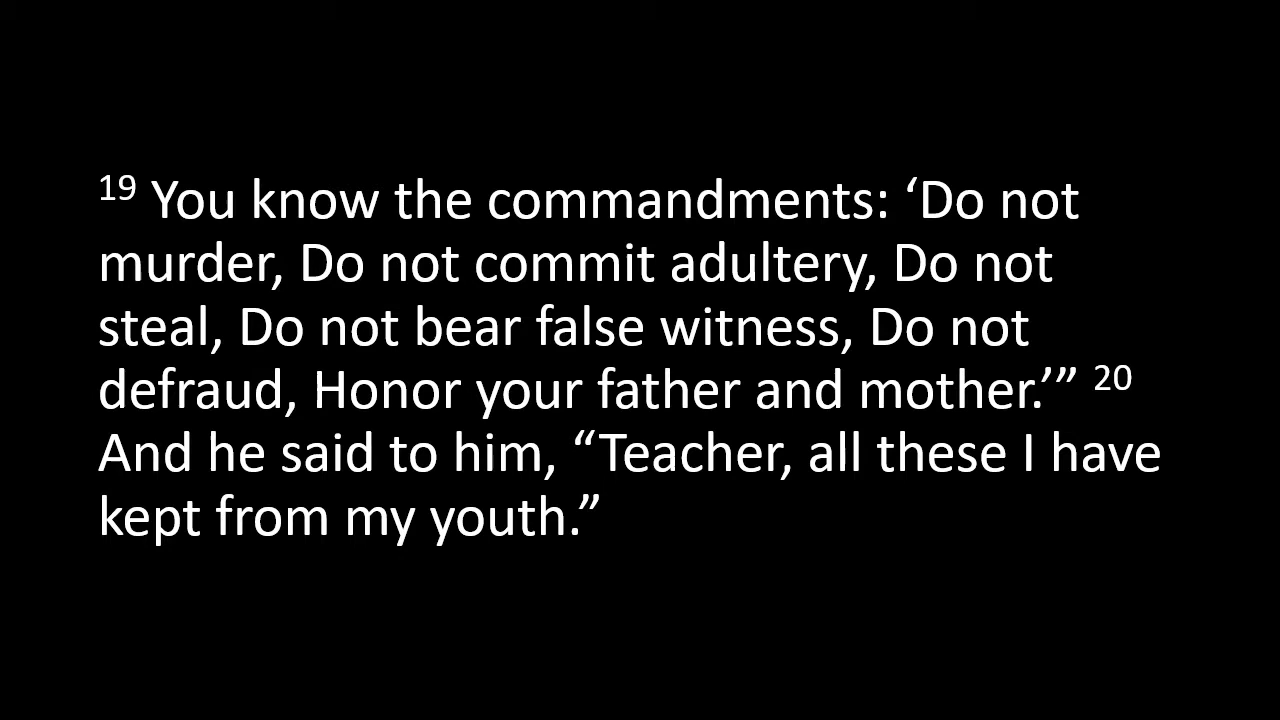 19 You know the commandments: ‘Do not
murder, Do not commit adultery, Do not
steal, Do not bear false witness, Do not
defraud, Honor your father and mother.’” 20
And he said to him, “Teacher, all these I have
kept from my youth.”